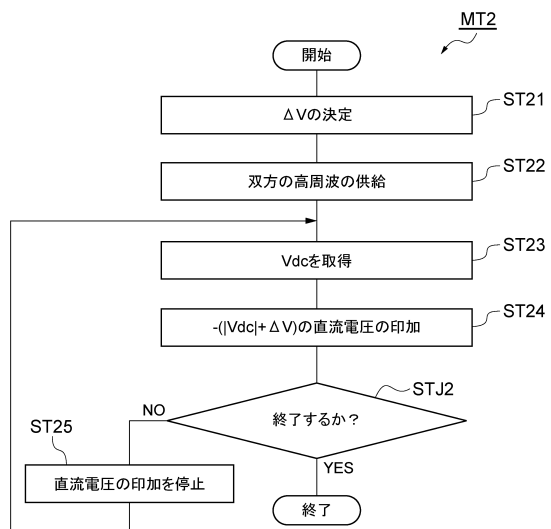 MT2
開始
ΔVの決定
ST21
双方の高周波の供給
ST22
Vdcを取得
ST23
-(|Vdc|+ΔV)の直流電圧の印加
ST24
終了するか?
STJ2
NO
ST25
直流電圧の印加を停止
YES
終了